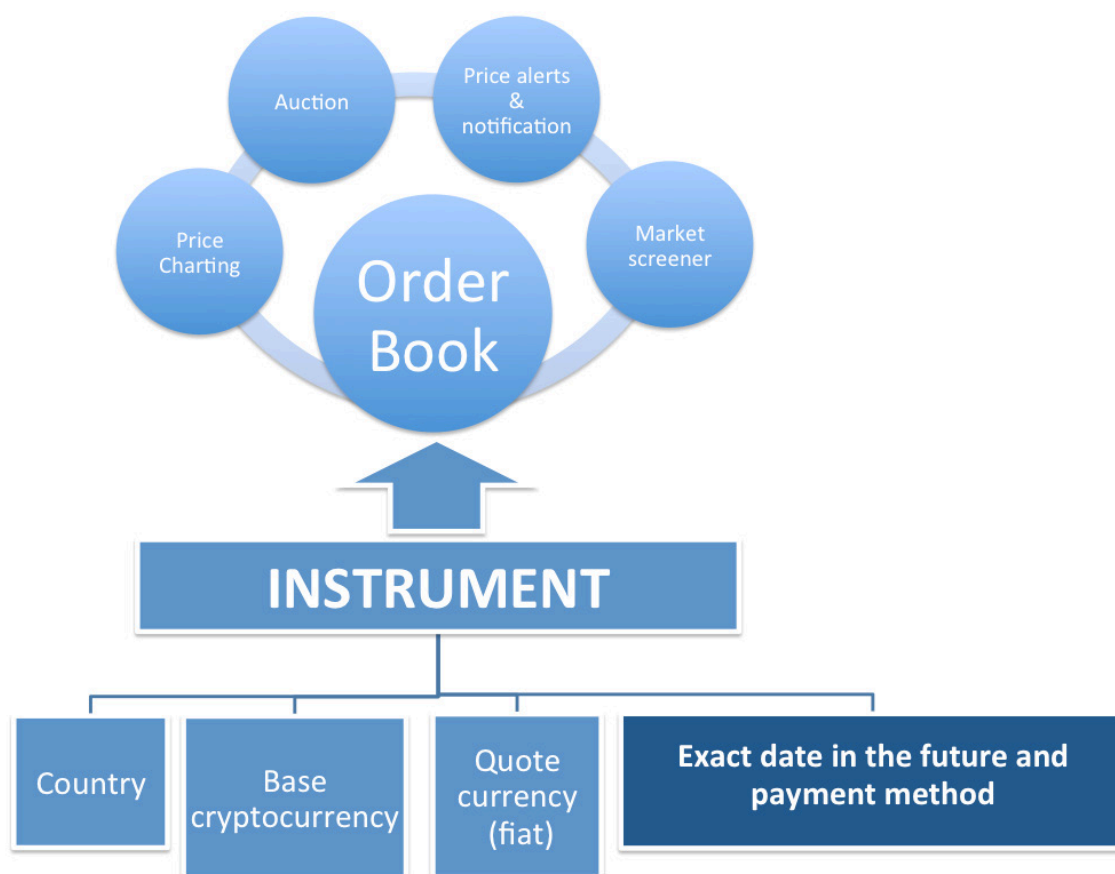 Auction
Price alerts
&
notification
Price
Charting
Market
screener
Order
Book
INSTRUMENT
Country
Base
cryptocurrency
Quote
currency
(fiat)
Exact date in the future and
payment method